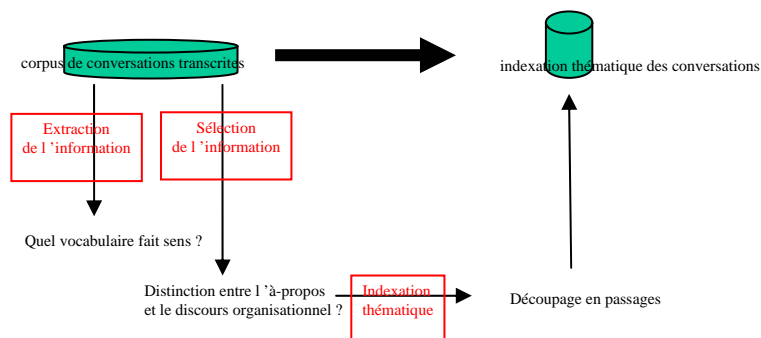 corpus de conversations transcrites
indexation thématique des conversations
Extraction
de l ’information
Sélection
de l ’information
Quel vocabulaire fait sens ?
Distinction entre l ’à-propos
et le discours organisationnel ?
Indexation
thématique
Découpage en passages